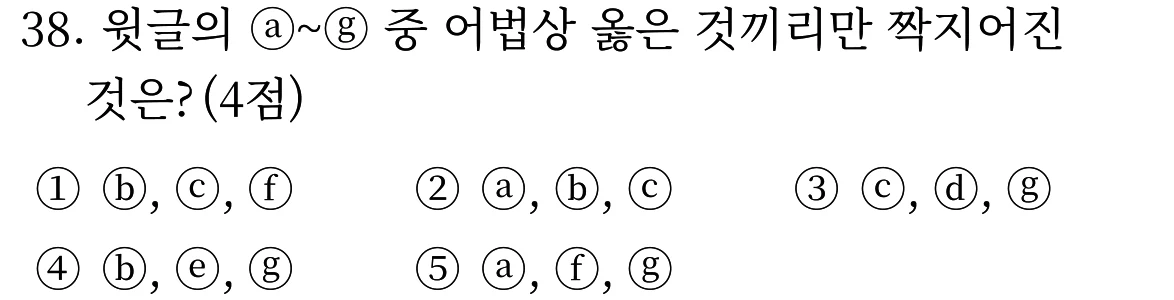 38. 윗글의 ⓐ~ⓖ 중 어법상 옳은 것끼리만 짝지어진
것은? (4점)
① ⓑ, ⓒ, ⓕ ② ⓐ, ⓑ, ⓒ ③ ⓒ, ⓓ, ⓖ
④ ⓑ, ⓔ, ⓖ ⑤ ⓐ, ⓕ, ⓖ